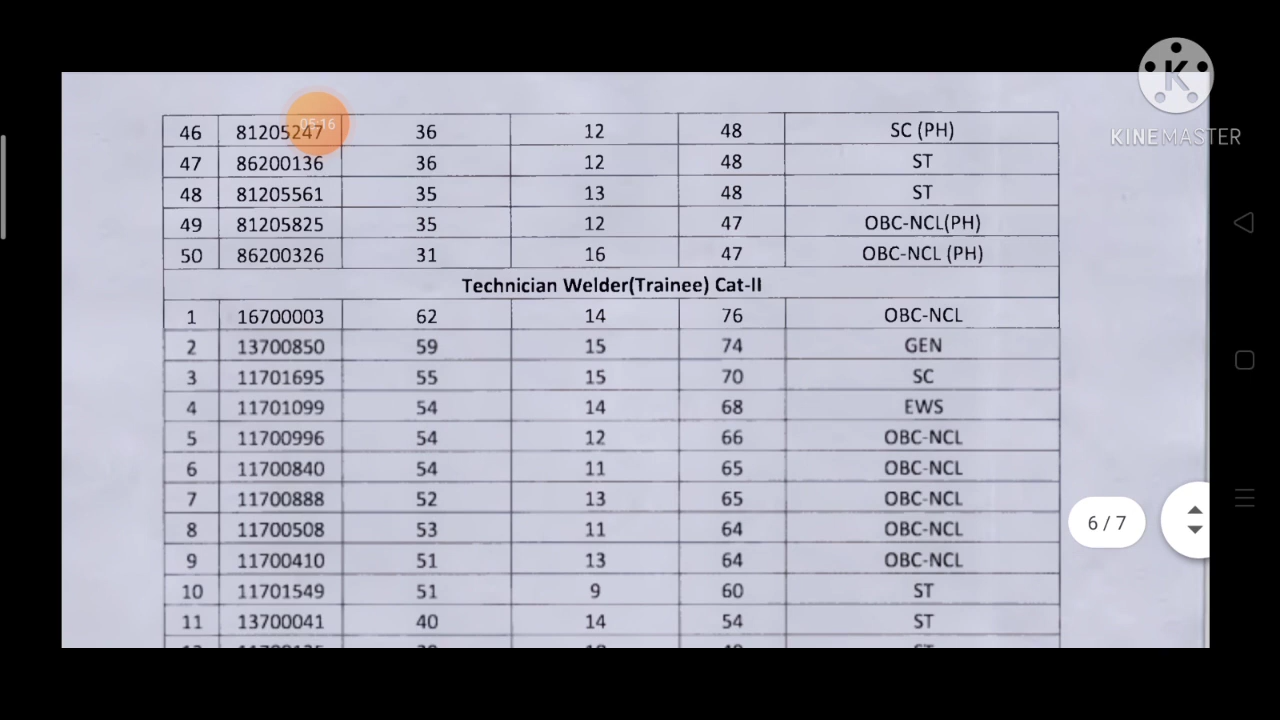 46 81205247 36 12 48 SC (PH)
05:16
KINEMASTER
47 86200136 36 12 48 ST
48 81205561 35 13 48 ST
49 81205825 35 12 47 OBC-NCL(PH)
50 86200326 31 16 47 OBC-NCL (PH)
Technician Welder(Trainee) Cat-II
1 16700003 62 14 76 OBC-NCL
2 13700850 59 15 74 GEN
3 11701695 55 15 70 SC
4 11701099 54 14 68 EWS
5 11700996 54 12 66 OBC-NCL
6 11700840 54 11 65 OBC-NCL
7 11700888 52 13 65 OBC-NCL
6 / 7
8 11700508 53 11 64 OBC-NCL
9 11700410 51 13 64 OBC-NCL
10 11701549 51 9 60 ST
11 13700041 40 14 54 ST